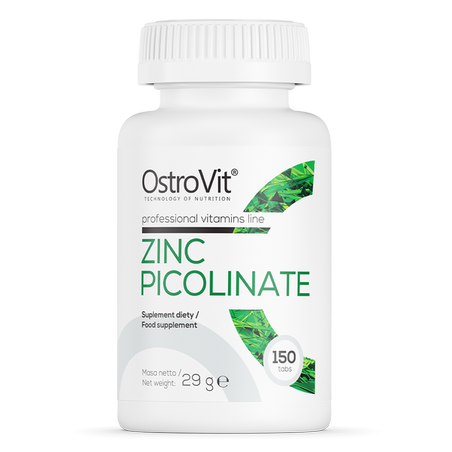 OstroVit®
TECHNOLOGY OF NUTRITION
professional vitamins line
ZINC
PICOLINATE
Suplement diety /
Food supplement
150
tabs
Masa netto /
Net weight: 29 g ℮